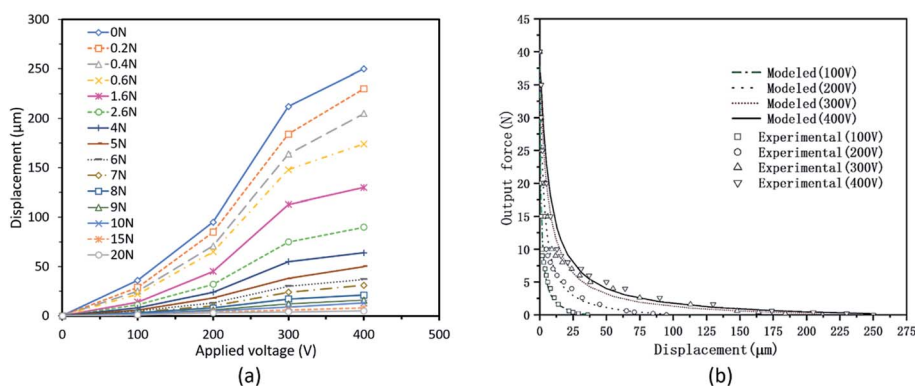 (a)
300
250
200
150
100
50
0
Displacement (μm)
0N
0.2N
0.4N
0.6N
1.6N
2.6N
4N
5N
6N
7N
8N
9N
10N
15N
20N
0 100 200 300 400 500
Applied voltage (V)
(a)
(b)
45
40
35
30
25
20
15
10
5
0
Output force(N)
Modeled(100V)
Modeled(200V)
Modeled(300V)
Modeled(400V)
Experimental(100V)
Experimental(200V)
Experimental(300V)
Experimental(400V)
0 25 50 75 100 125 150 175 200 225 250 275
Displacement(μm)
(b)